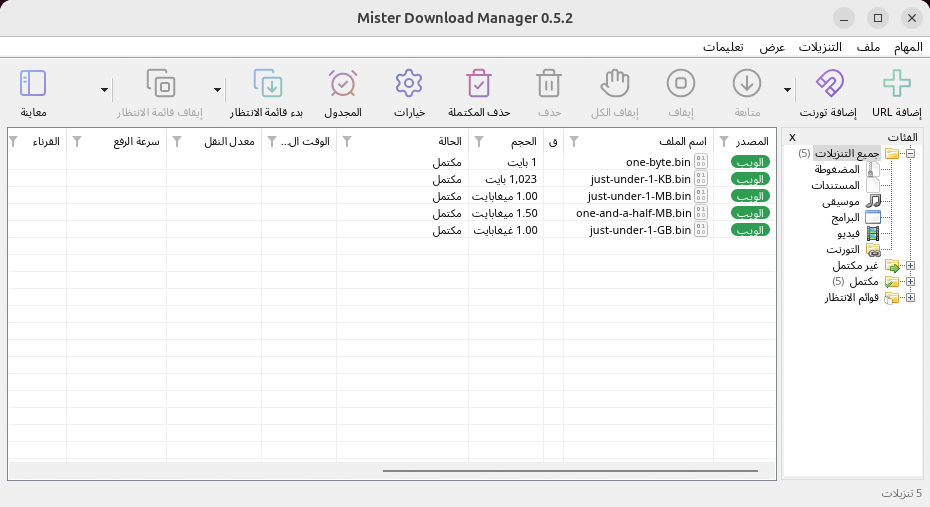 Mister Download Manager 0.5.2
المهام ملف التنزيلات عرض تعليمات
إضافة URL إضافة تورنت متابعة إيقاف إيقاف الكل حذف حذف المكتملة خيارات المجدول بدء قائمة الانتظار إيقاف قائمة الانتظار معاينة
الفئات x
جميع التنزيلات (5)
المضغوطة
المستندات
موسيقى
البرامج
فيديو
التورنت
غير مكتمل
مكتمل (5)
قوائم الانتظار
المصدر اسم الملف ق الحجم الحالة الوقت ال... معدل النقل سرعة الرفع القرناء
الويب one-byte.bin 1 بايت مكتمل
الويب just-under-1-KB.bin 1,023 بايت مكتمل
الويب just-under-1-MB.bin 1.00 ميغابايت مكتمل
الويب one-and-a-half-MB.bin 1.50 ميغابايت مكتمل
الويب just-under-1-GB.bin 1.00 غيغابايت مكتمل
5 تنزيلات